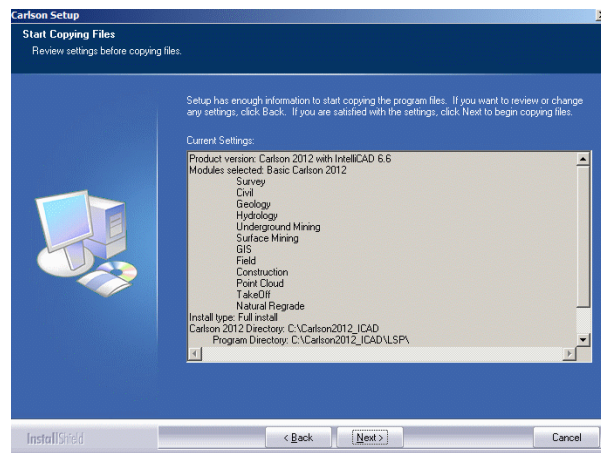 Carlson Setup
Start Copying Files
Review settings before copying files.
Setup has enough information to start copying the program files. If you want to review or change
any settings, click Back. If you are satisfied with the settings, click Next to begin copying files.
Current Settings:
Product version: Carlson 2012 with IntelliCAD 6.6
Modules selected: Basic Carlson 2012
Survey
Civil
Geology
Hydrology
Underground Mining
Surface Mining
GIS
Field
Construction
Point Cloud
TakeOff
Natural Regrade
Install type: Full install
Carlson 2012 Directory: C:\Carlson2012_ICAD
Program Directory: C:\Carlson2012_ICAD\LSP\
InstallShield
< Back
Next >
Cancel